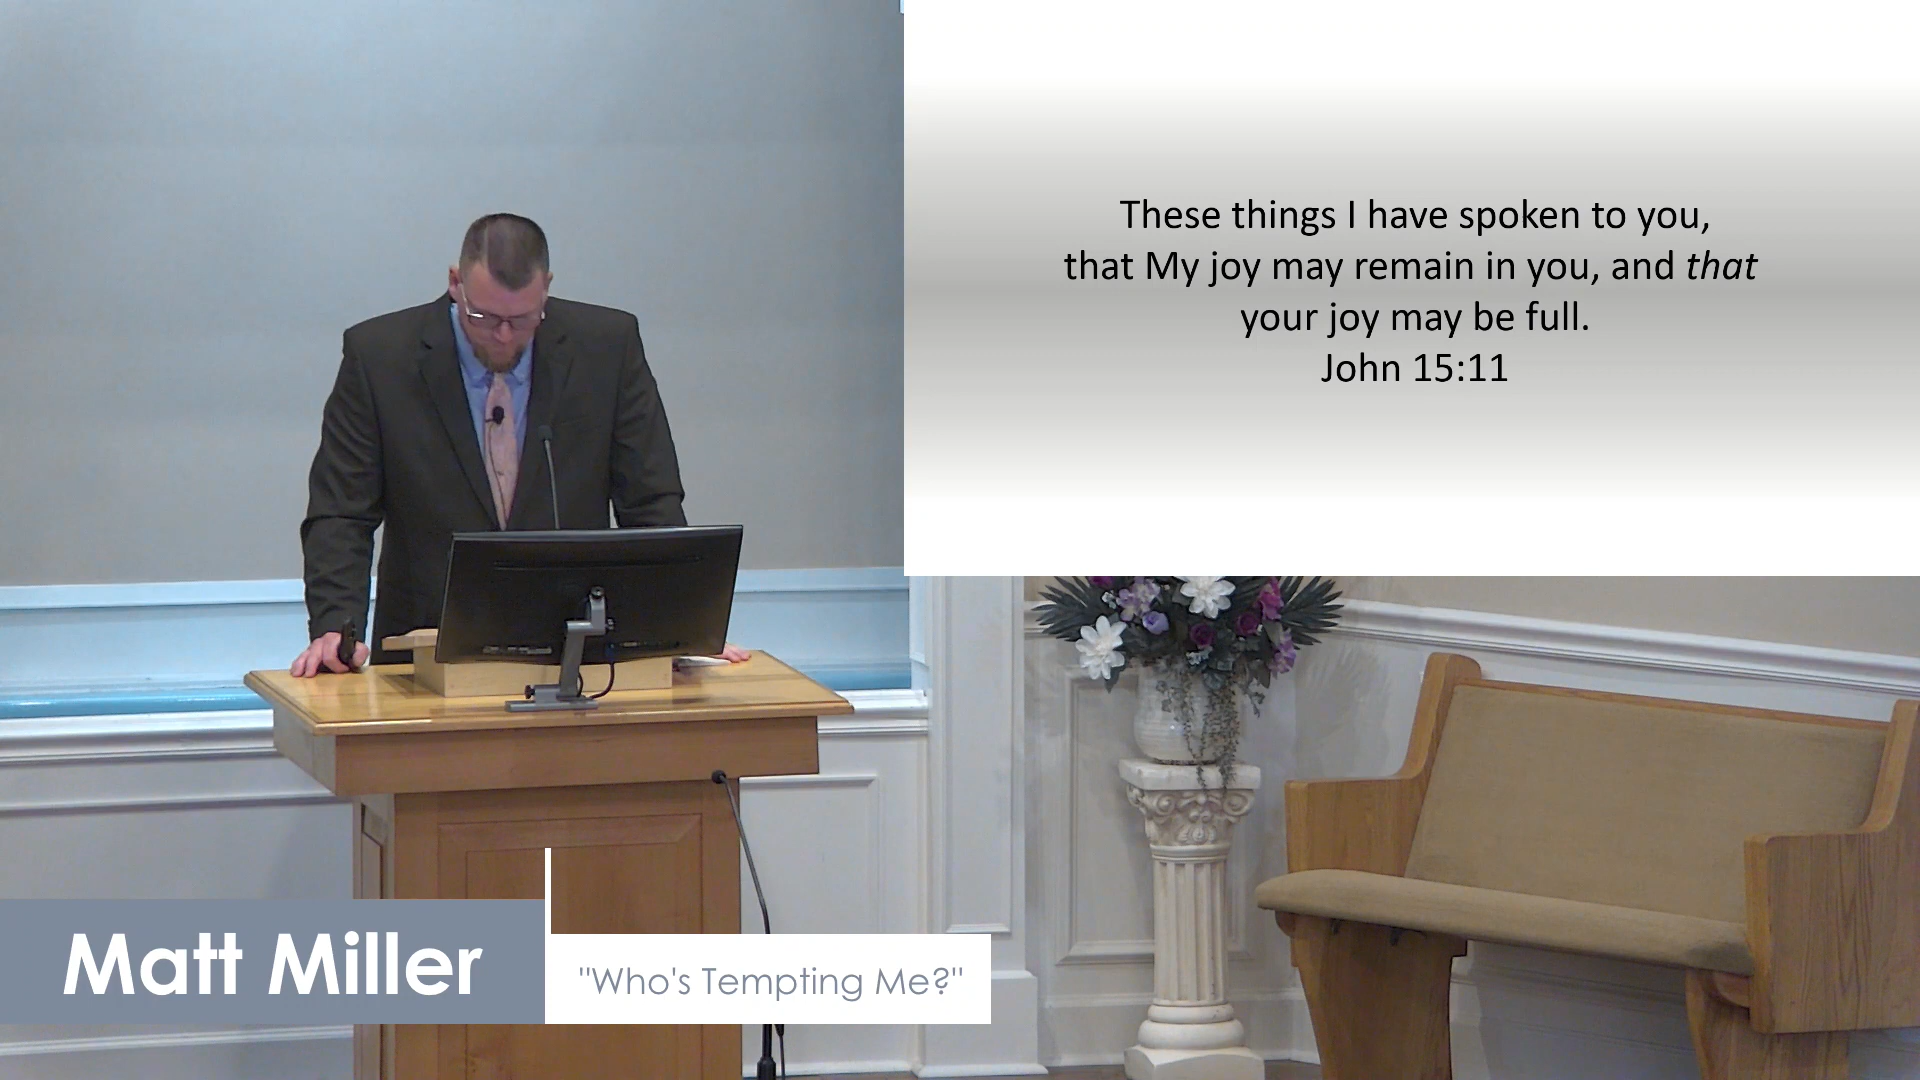 These things I have spoken to you,
that My joy may remain in you, and that
your joy may be full.
John 15:11
Matt Miller
"Who's Tempting Me?"